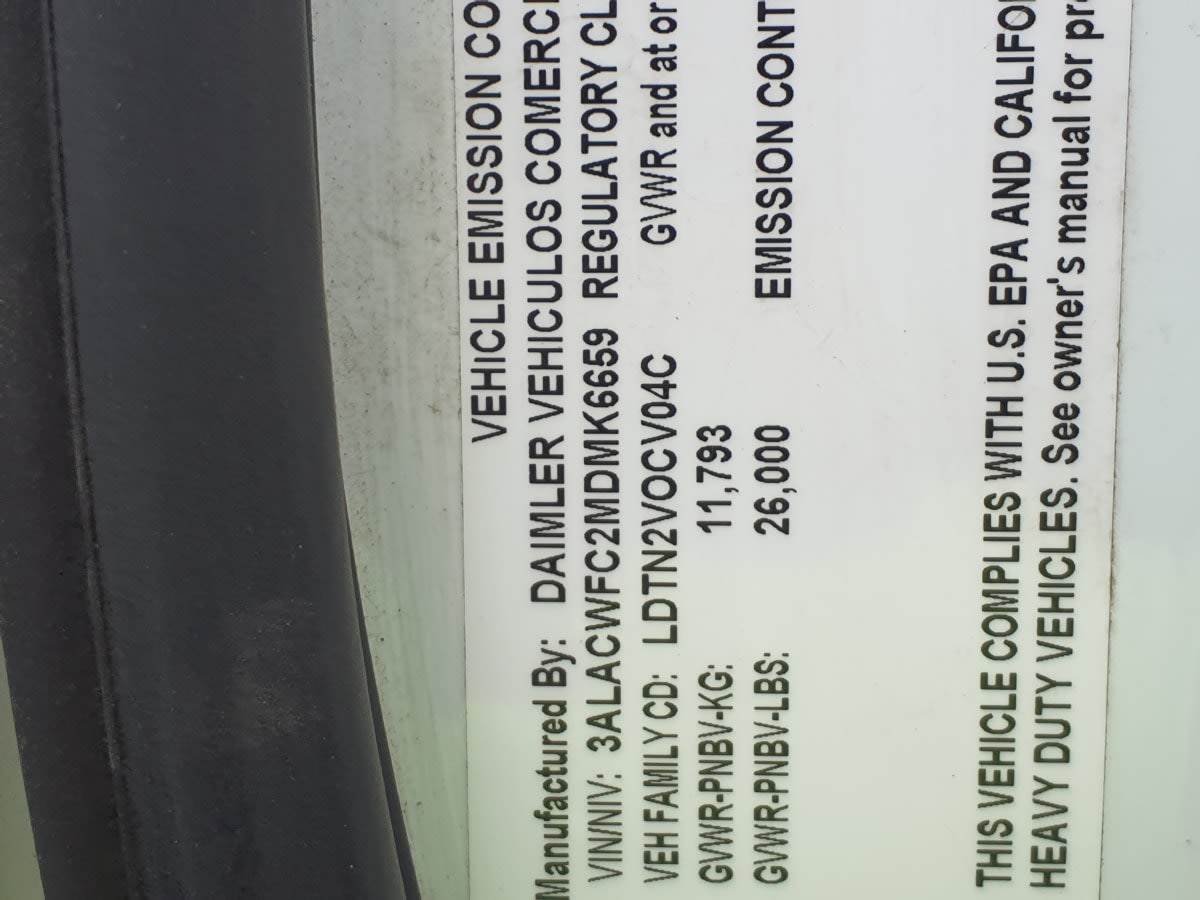 VEHICLE EMISSION CO
Manufactured By: DAIMLER VEHICULOS COMERCI
VIN/NIV: 3ALACWFC2MDMK6659 REGULATORY CL
VEH FAMILY CD: LDTN2VOCV04C GVWR and at or
GVWR-PNBV-KG: 11,793
GVWR-PNBV-LBS: 26,000 EMISSION CONT
THIS VEHICLE COMPLIES WITH U.S. EPA AND CALIFO
HEAVY DUTY VEHICLES. See owner's manual for pro